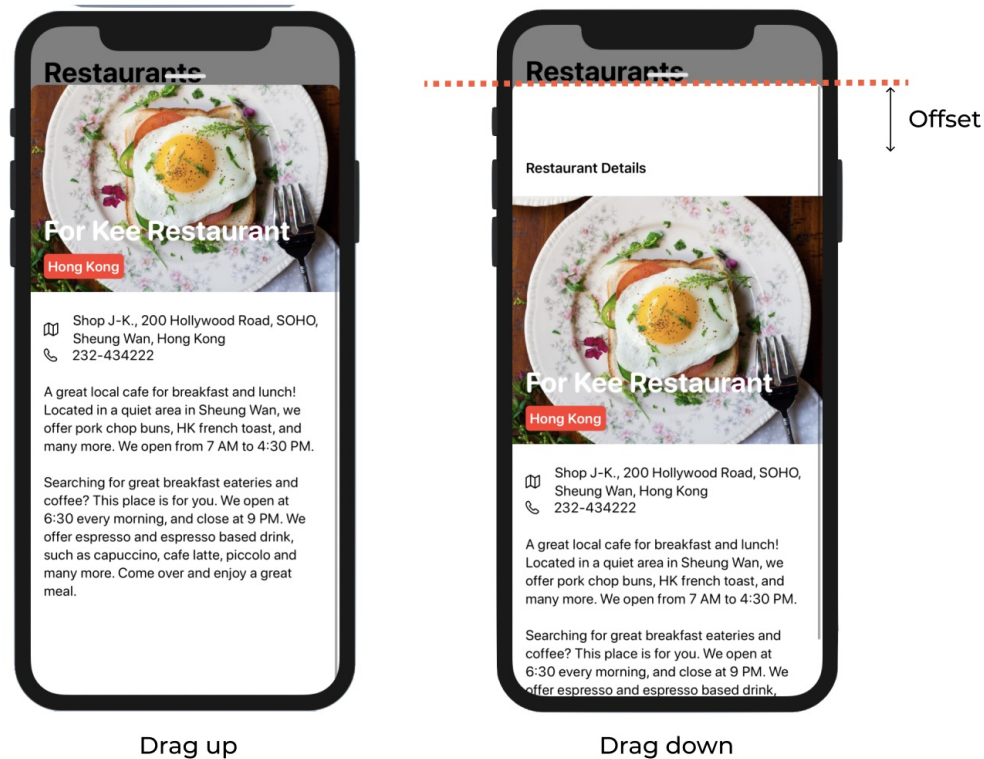 Restaurants
For Kee Restaurant
Hong Kong
Shop J-K., 200 Hollywood Road, SOHO,
Sheung Wan, Hong Kong
232-434222
A great local cafe for breakfast and lunch!
Located in a quiet area in Sheung Wan, we
offer pork chop buns, HK french toast, and
many more. We open from 7 AM to 4:30 PM.
Searching for great breakfast eateries and
coffee? This place is for you. We open at
6:30 every morning, and close at 9 PM. We
offer espresso and espresso based drink,
such as capuccino, cafe latte, piccolo and
many more. Come over and enjoy a great
meal.
Drag up
Restaurants
Offset
Restaurant Details
For Kee Restaurant
Hong Kong
Shop J-K., 200 Hollywood Road, SOHO,
Sheung Wan, Hong Kong
232-434222
A great local cafe for breakfast and lunch!
Located in a quiet area in Sheung Wan, we
offer pork chop buns, HK french toast, and
many more. We open from 7 AM to 4:30 PM.
Searching for great breakfast eateries and
coffee? This place is for you. We open at
6:30 every morning, and close at 9 PM. We
offer espresso and espresso based drink,
Drag down